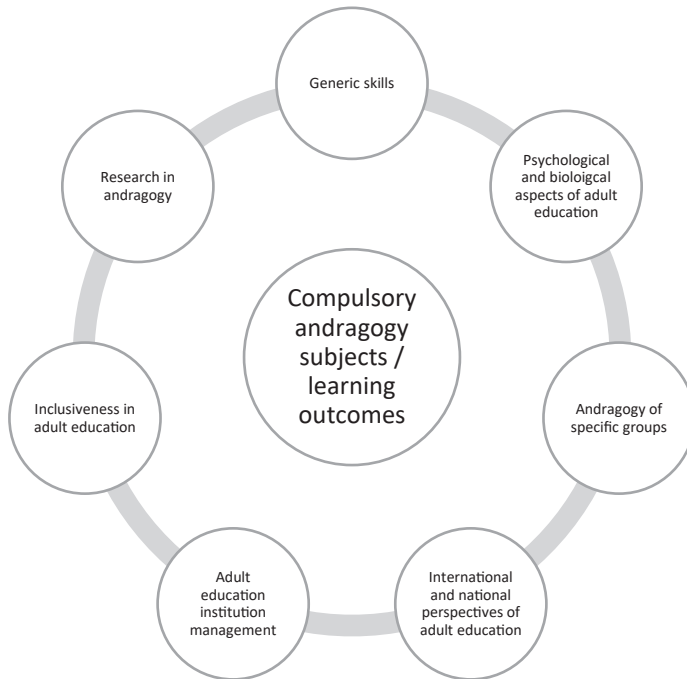 Generic skills
Psychological
and bioloigcal
aspects of adult
education
Andragogy of
specific groups
International
and national
perspectives of
adult education
Adult
education
institution
management
Inclusiveness in
adult education
Research in
andragogy
Compulsory
andragogy
subjects /
learning
outcomes